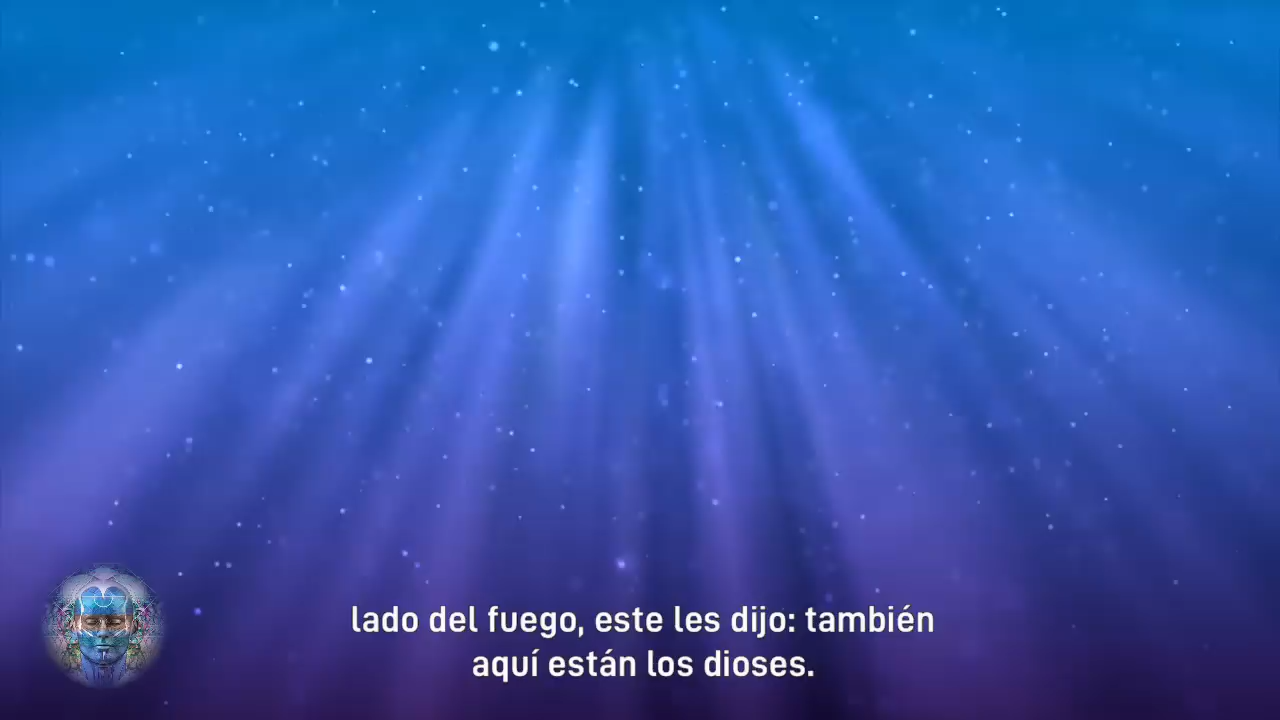 lado del fuego, este les dijo: también
aquí están los dioses.